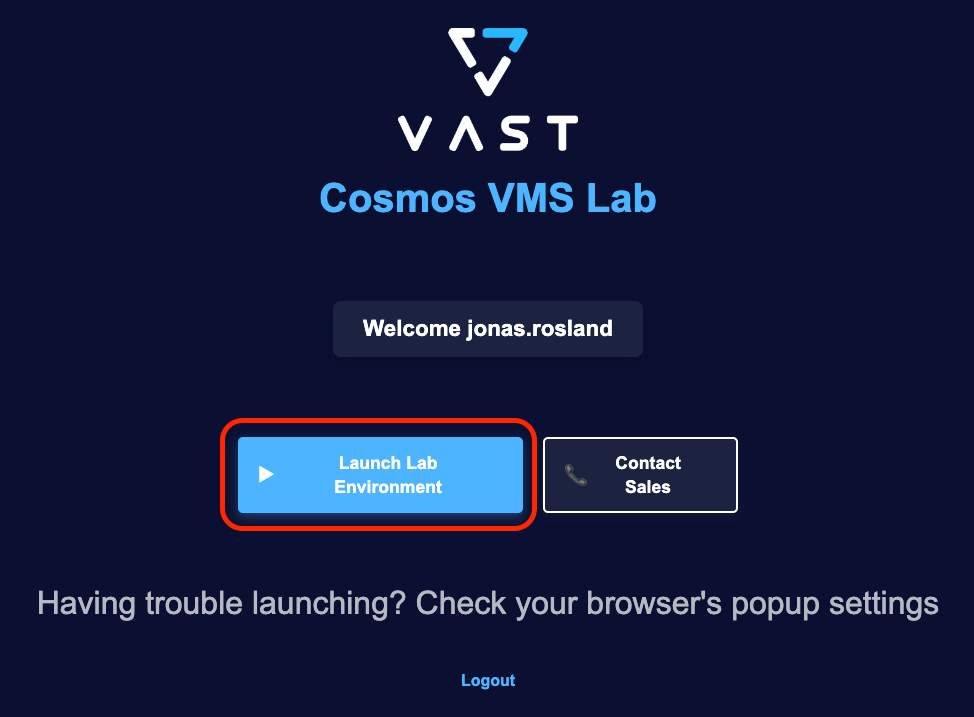 VAST
Cosmos VMS Lab
Welcome jonas.rosland
Launch Lab
Environment
Contact
Sales
Having trouble launching? Check your browser's popup settings
Logout